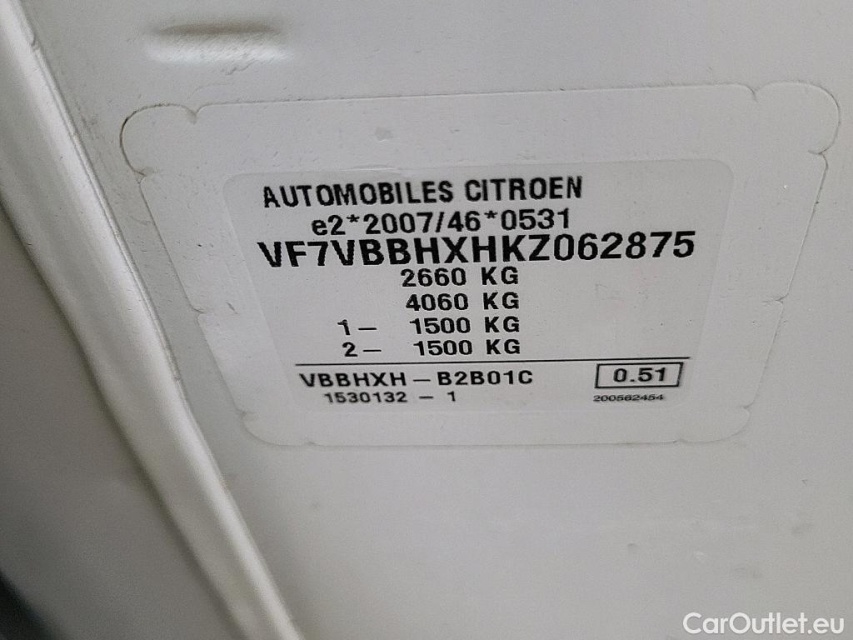 AUTOMOBILES CITROEN
e2*2007/46*0531
VF7VBBHXHKZ062875
2660 KG
4060 KG
1– 1500 KG
2– 1500 KG
VBBHXH – B2B01C 0.51
1530132 – 1 200562454
CarOutlet.eu